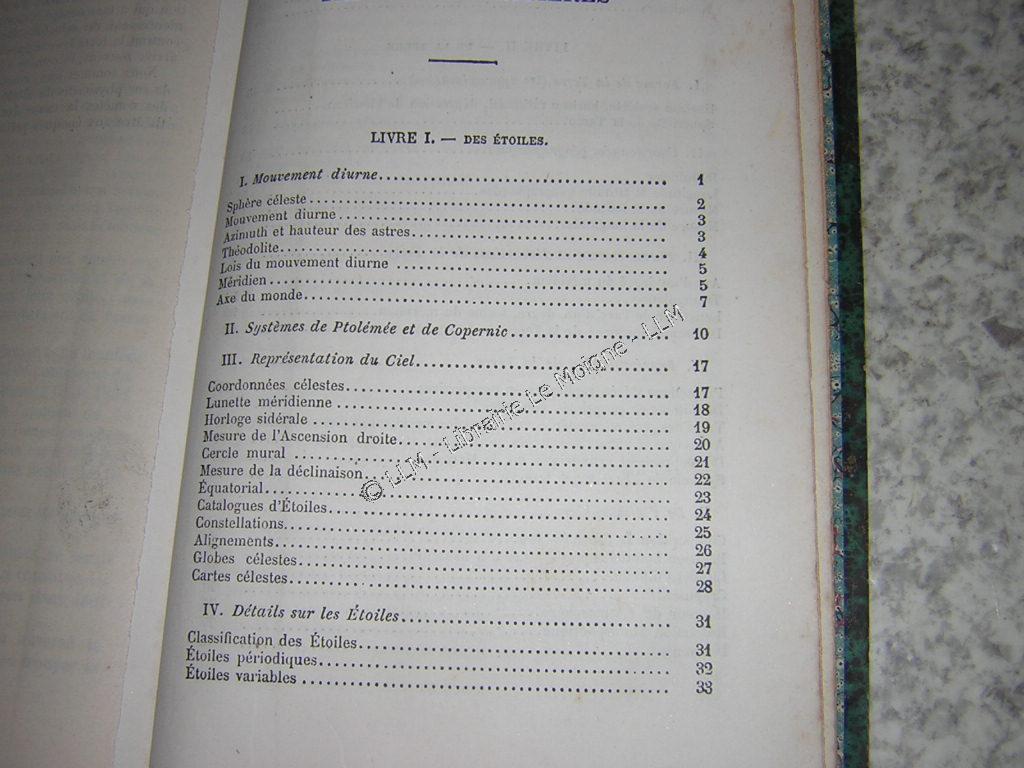 LIVRE I. — DES ÉTOILES.
I. Mouvement diurne 1
Sphère céleste 2
Mouvement diurne 3
Azimuth et hauteur des astres 3
Théodolite 4
Lois du mouvement diurne 5
Méridien 5
Axe du monde 7
II. Systèmes de Ptolémée et de Copernic 10
III. Représentation du Ciel 17
Coordonnées célestes 17
Lunette méridienne 18
Horloge sidérale 19
Mesure de l'Ascension droite 20
Cercle mural 21
Mesure de la déclinaison 22
Équatorial 23
Catalogues d'Étoiles 24
Constellations 25
Alignements 26
Globes célestes 27
Cartes célestes 28
IV. Détails sur les Étoiles 31
Classification des Étoiles 31
Étoiles périodiques 32
Étoiles variables 33
© LLM - Librairie Le Moigne - LLM